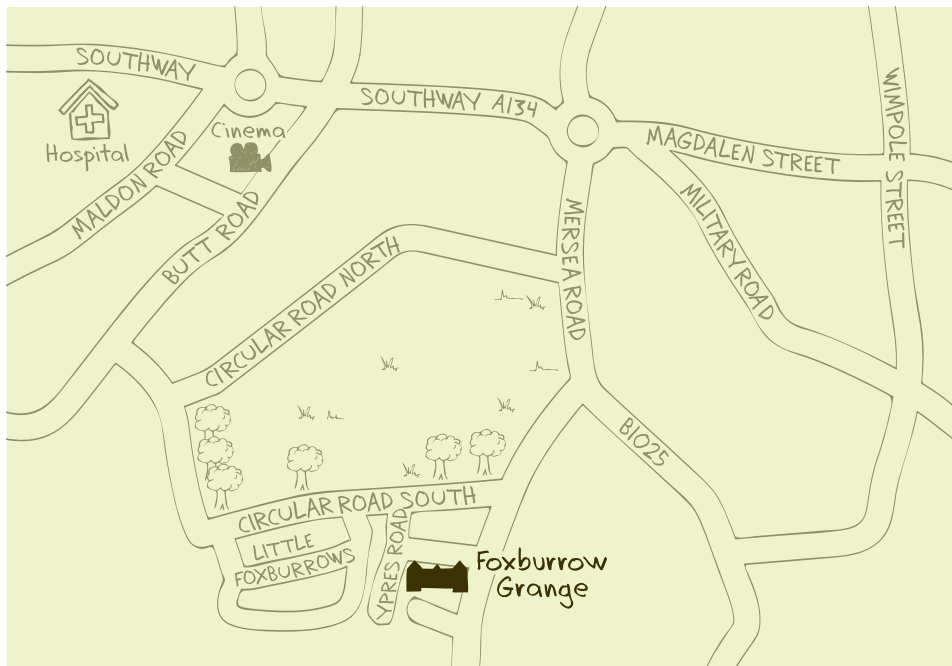 SOUTHWAY
SOUTHWAY A134
WIMPOLE STREET
Cinema
Hospital
MAGDALEN STREET
MALDON ROAD
BUTT ROAD
MERSEA ROAD
MILITARY ROAD
CIRCULAR ROAD NORTH
B1025
CIRCULAR ROAD SOUTH
LITTLE
FOXBURROWS
YPRES ROAD
Foxburrow
Grange